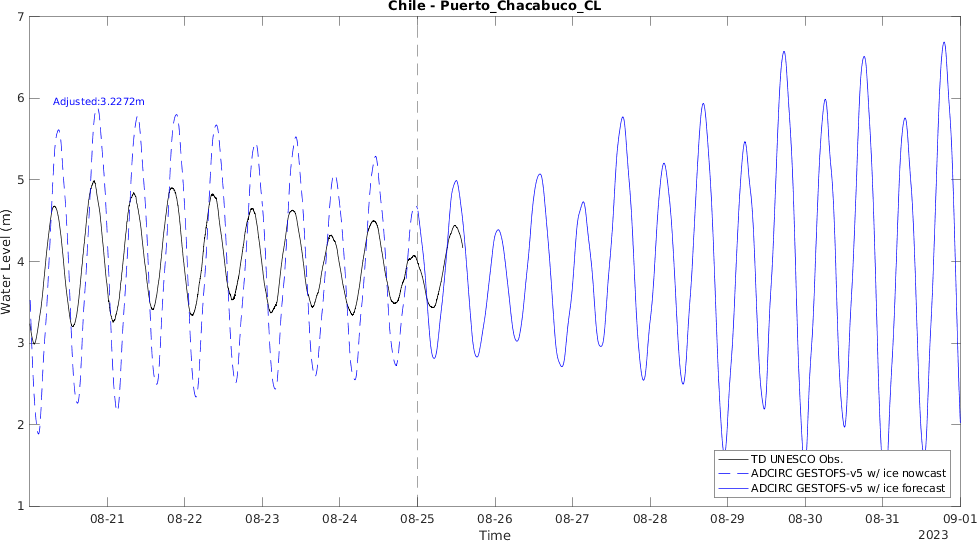 Chile - Puerto_Chacabuco_CL
7
6
5
4
3
2
1
Water Level (m)
Adjusted:3.2272m
TD UNESCO Obs.
ADCIRC GESTOFS-v5 w/ ice nowcast
ADCIRC GESTOFS-v5 w/ ice forecast
08-21 08-22 08-23 08-24 08-25 08-26 08-27 08-28 08-29 08-30 08-31 09-01
Time
2023